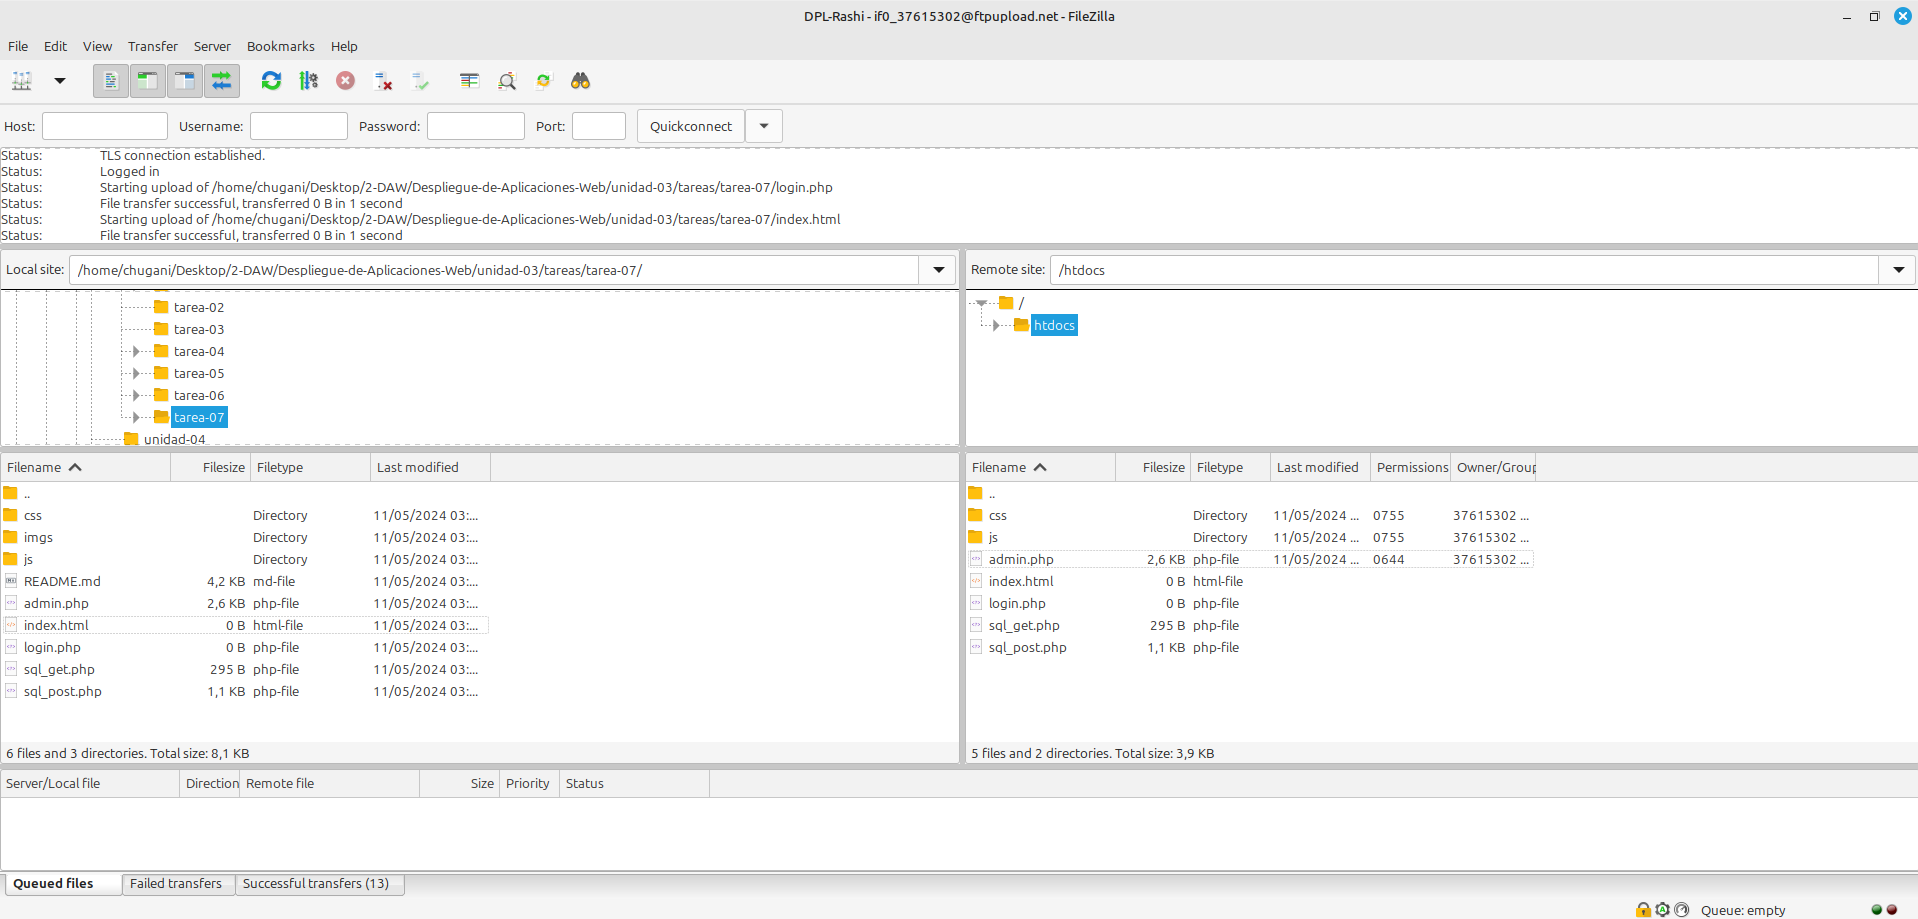 DPL-Rashi - if0_37615302@ftpupload.net - FileZilla
File Edit View Transfer Server Bookmarks Help
Host: Username: Password: Port: Quickconnect
Status: TLS connection established.
Status: Logged in
Status: Starting upload of /home/chugani/Desktop/2-DAW/Despliegue-de-Aplicaciones-Web/unidad-03/tareas/tarea-07/login.php
Status: File transfer successful, transferred 0 B in 1 second
Status: Starting upload of /home/chugani/Desktop/2-DAW/Despliegue-de-Aplicaciones-Web/unidad-03/tareas/tarea-07/index.html
Status: File transfer successful, transferred 0 B in 1 second
Local site: /home/chugani/Desktop/2-DAW/Despliegue-de-Aplicaciones-Web/unidad-03/tareas/tarea-07/
tarea-02
tarea-03
tarea-04
tarea-05
tarea-06
tarea-07
unidad-04
Filename Filesize Filetype Last modified
..
css Directory 11/05/2024 03:...
imgs Directory 11/05/2024 03:...
js Directory 11/05/2024 03:...
README.md 4,2 KB md-file 11/05/2024 03:...
admin.php 2,6 KB php-file 11/05/2024 03:...
index.html 0 B html-file 11/05/2024 03:...
login.php 0 B php-file 11/05/2024 03:...
sql_get.php 295 B php-file 11/05/2024 03:...
sql_post.php 1,1 KB php-file 11/05/2024 03:...
6 files and 3 directories. Total size: 8,1 KB
Remote site: /htdocs
/
htdocs
Filename Filesize Filetype Last modified Permissions Owner/Group
..
css Directory 11/05/2024 ... 0755 37615302 ...
js Directory 11/05/2024 ... 0755 37615302 ...
admin.php 2,6 KB php-file 11/05/2024 ... 0644 37615302 ...
index.html 0 B html-file
login.php 0 B php-file
sql_get.php 295 B php-file
sql_post.php 1,1 KB php-file
5 files and 2 directories. Total size: 3,9 KB
Server/Local file Direction Remote file Size Priority Status
Queued files Failed transfers Successful transfers (13)
Queue: empty